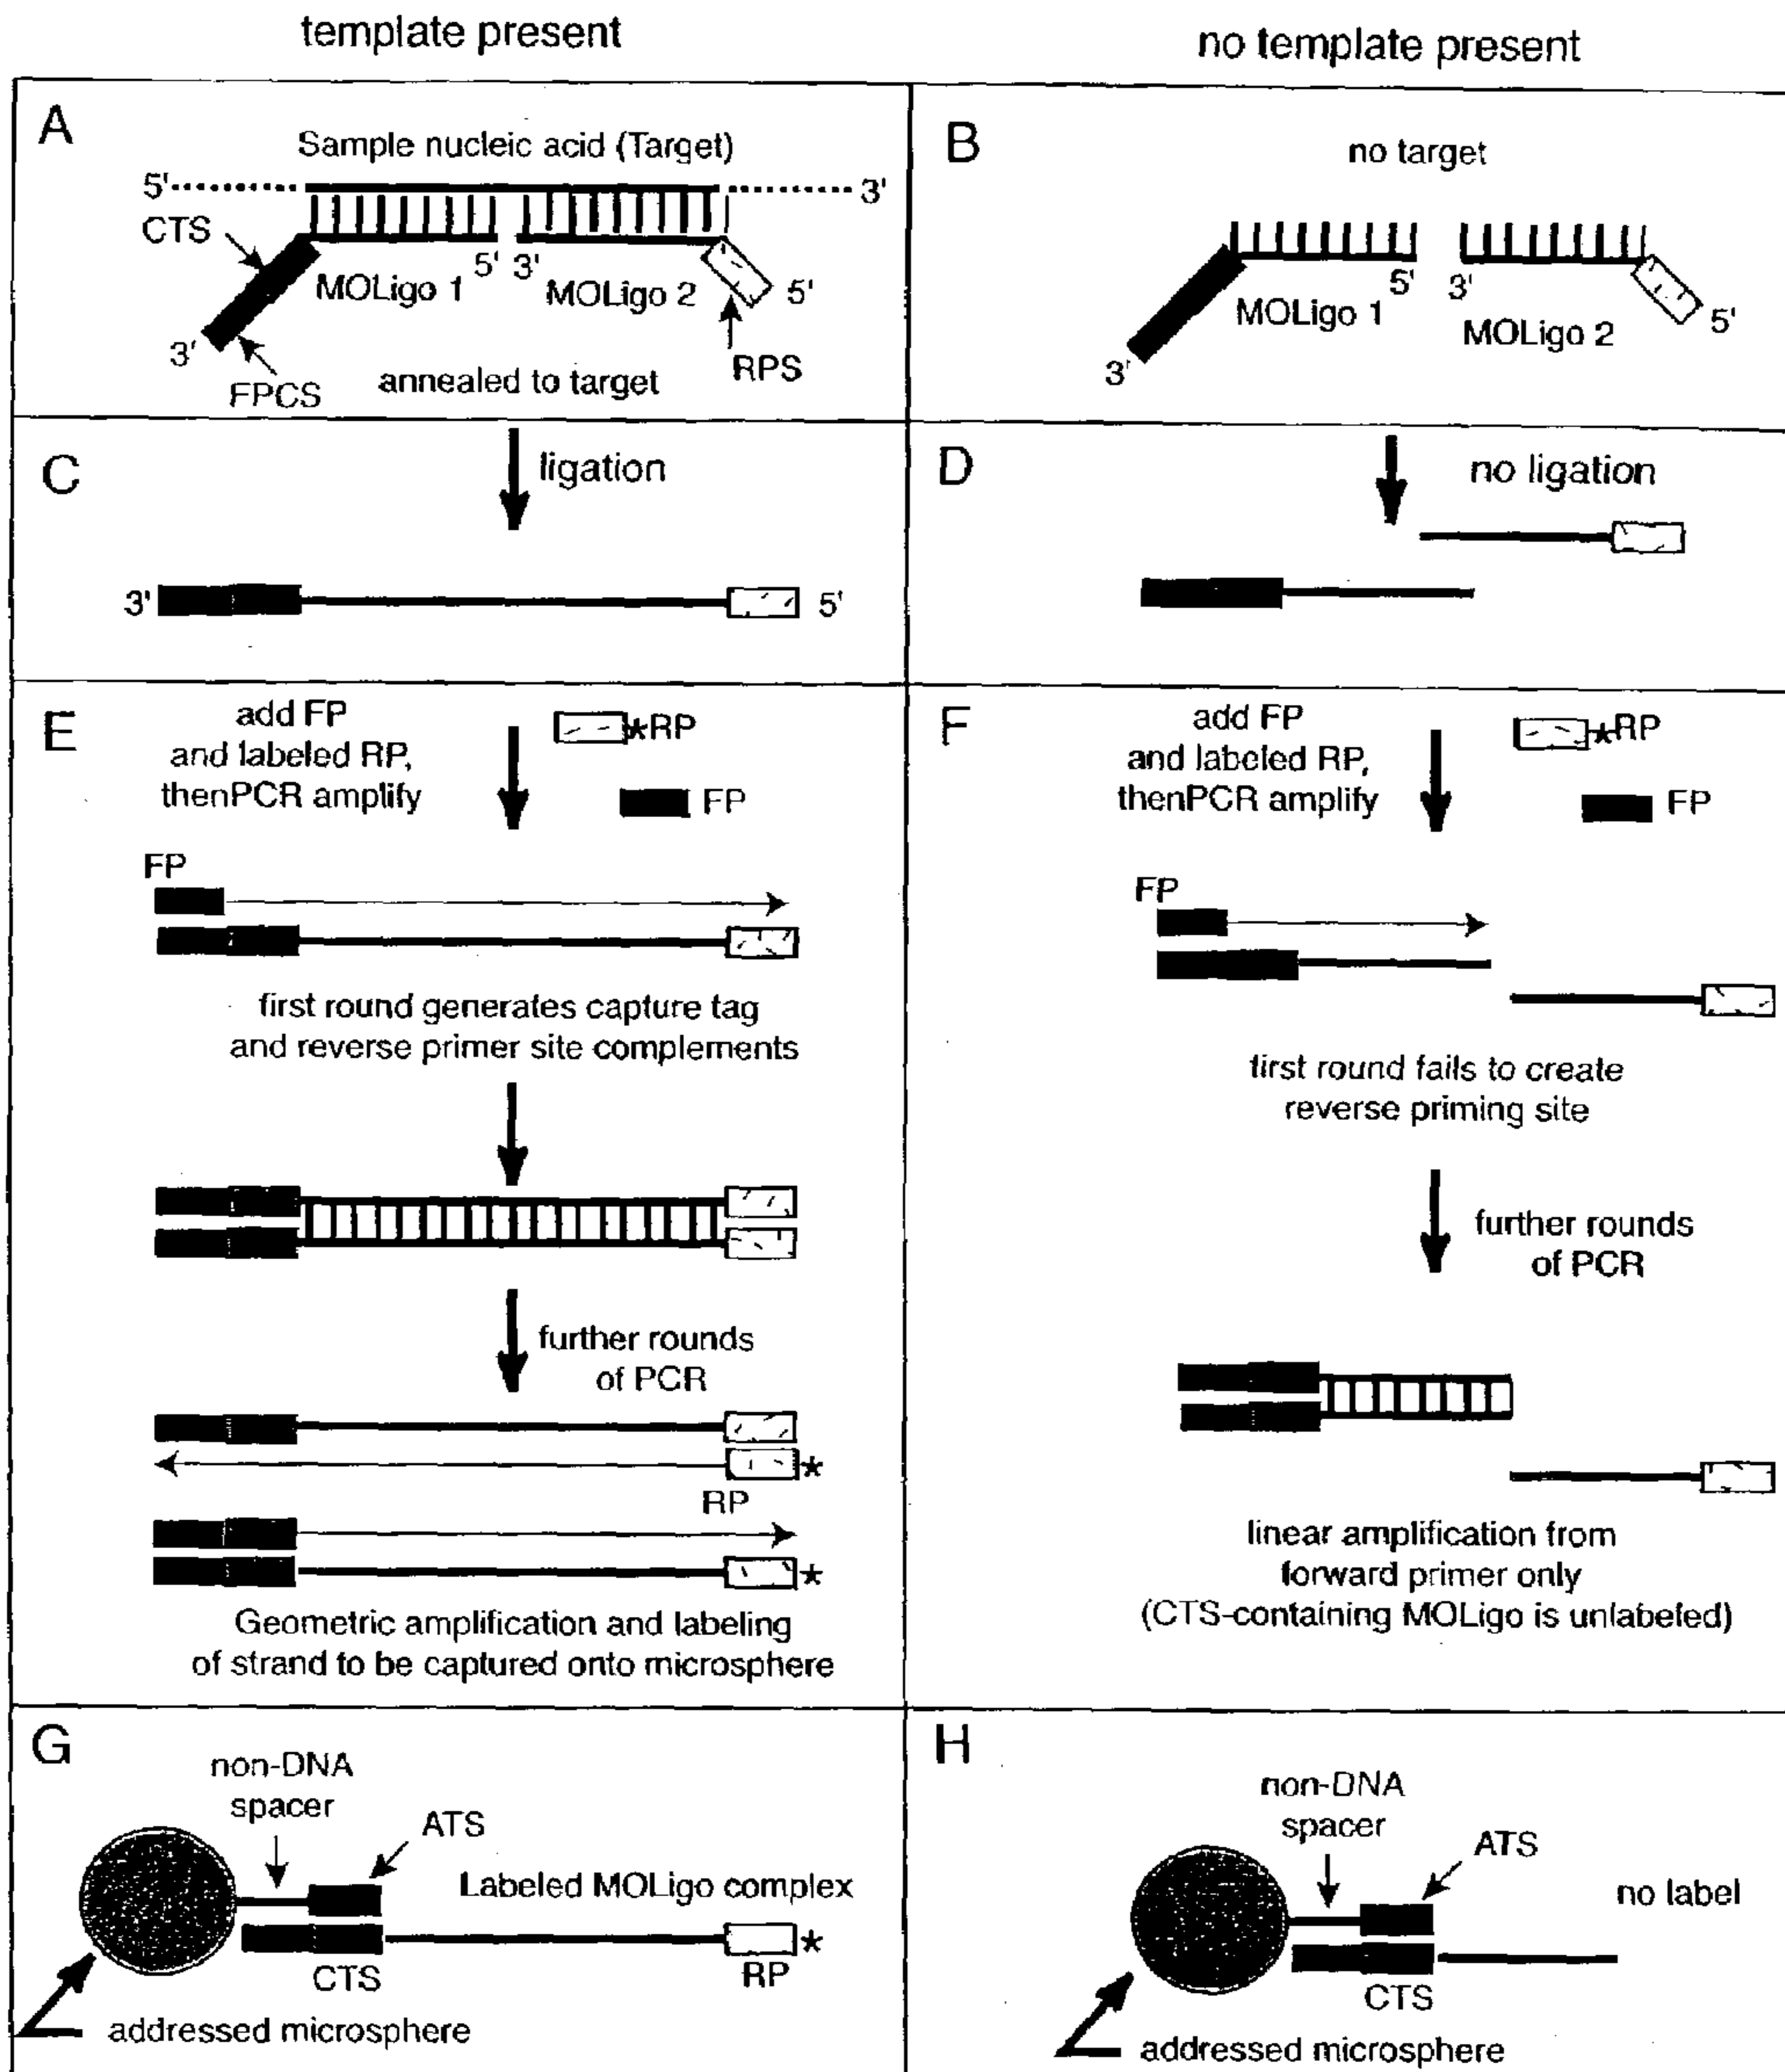 template present
no template present
A
Sample nucleic acid (Target)
5'
3'
CTS
5' 3'
MOLigo 1
MOLigo 2
5'
3'
FPCS
annealed to target
RPS
B
no target
5'
3'
MOLigo 1
MOLigo 2
5'
3'
C
ligation
3'
5'
D
no ligation
E
add FP
and labeled RP,
thenPCR amplify
*RP
FP
FP
first round generates capture tag
and reverse primer site complements
further rounds
of PCR
*
RP
*
Geometric amplification and labeling
of strand to be captured onto microsphere
F
add FP
and labeled RP,
thenPCR amplify
*RP
FP
FP
first round fails to create
reverse priming site
further rounds
of PCR
linear amplification from
forward primer only
(CTS-containing MOLigo is unlabeled)
G
non-DNA
spacer
ATS
Labeled MOLigo complex
*
CTS
RP
addressed microsphere
H
non-DNA
spacer
ATS
no label
CTS
addressed microsphere